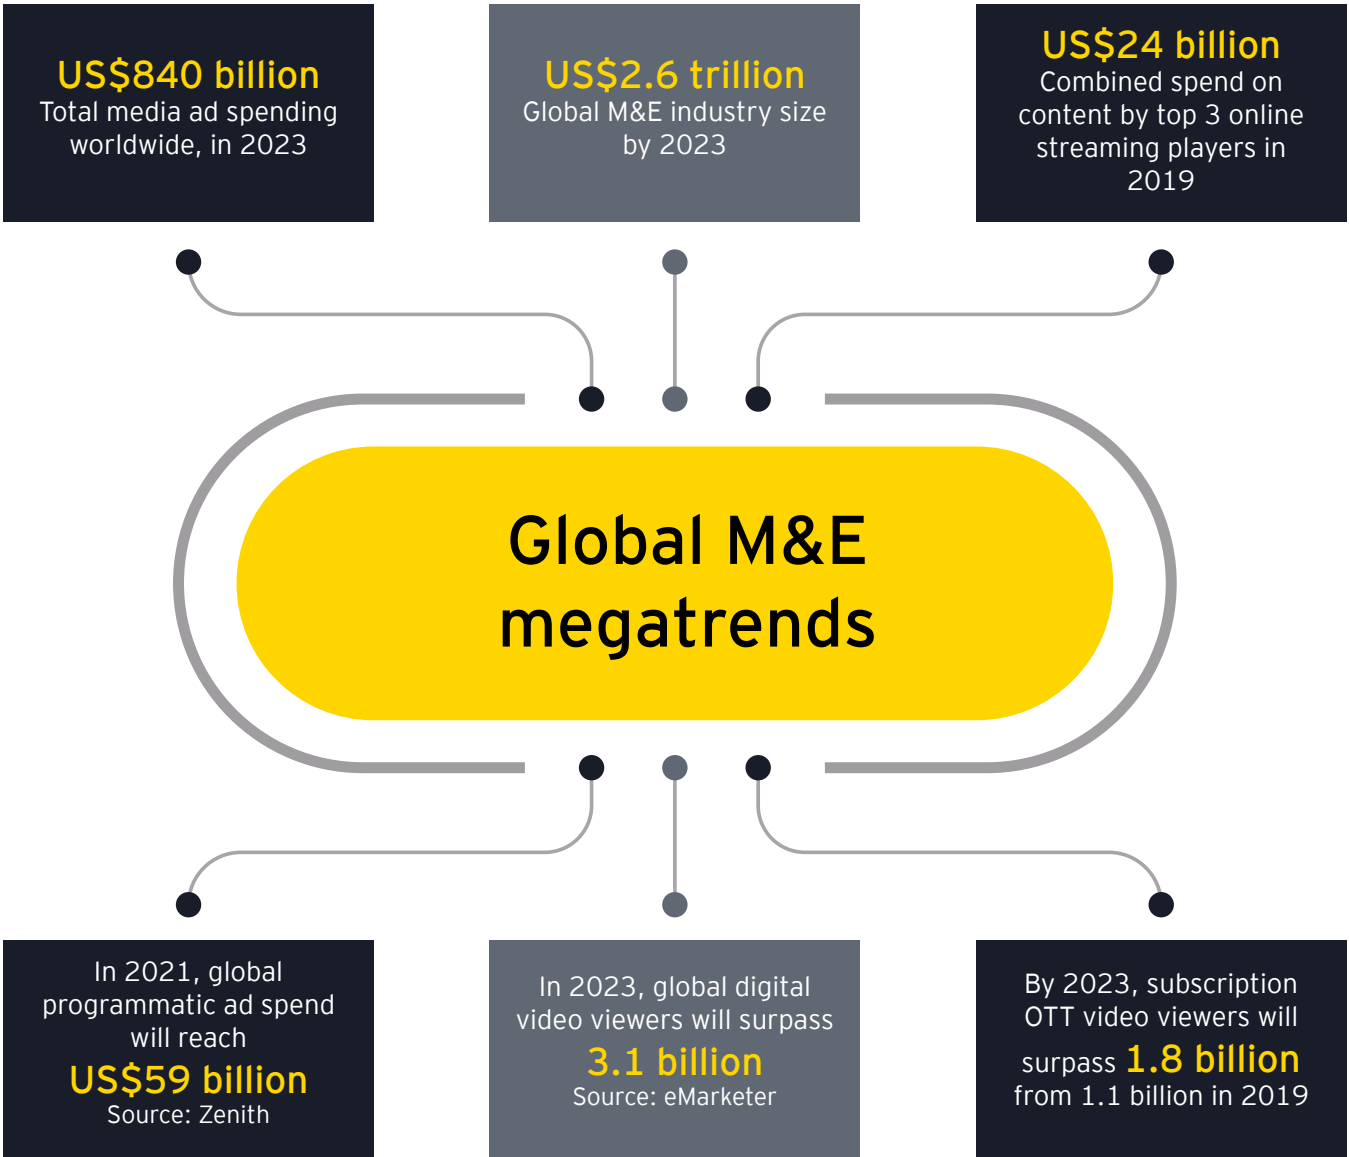 US$840 billion
Total media ad spending
worldwide, in 2023
US$2.6 trillion
Global M&E industry size
by 2023
US$24 billion
Combined spend on
content by top 3 online
streaming players in
2019
Global M&E
megatrends
In 2021, global
programmatic ad spend
will reach
US$59 billion
Source: Zenith
In 2023, global digital
video viewers will surpass
3.1 billion
Source: eMarketer
By 2023, subscription
OTT video viewers will
surpass 1.8 billion
from 1.1 billion in 2019